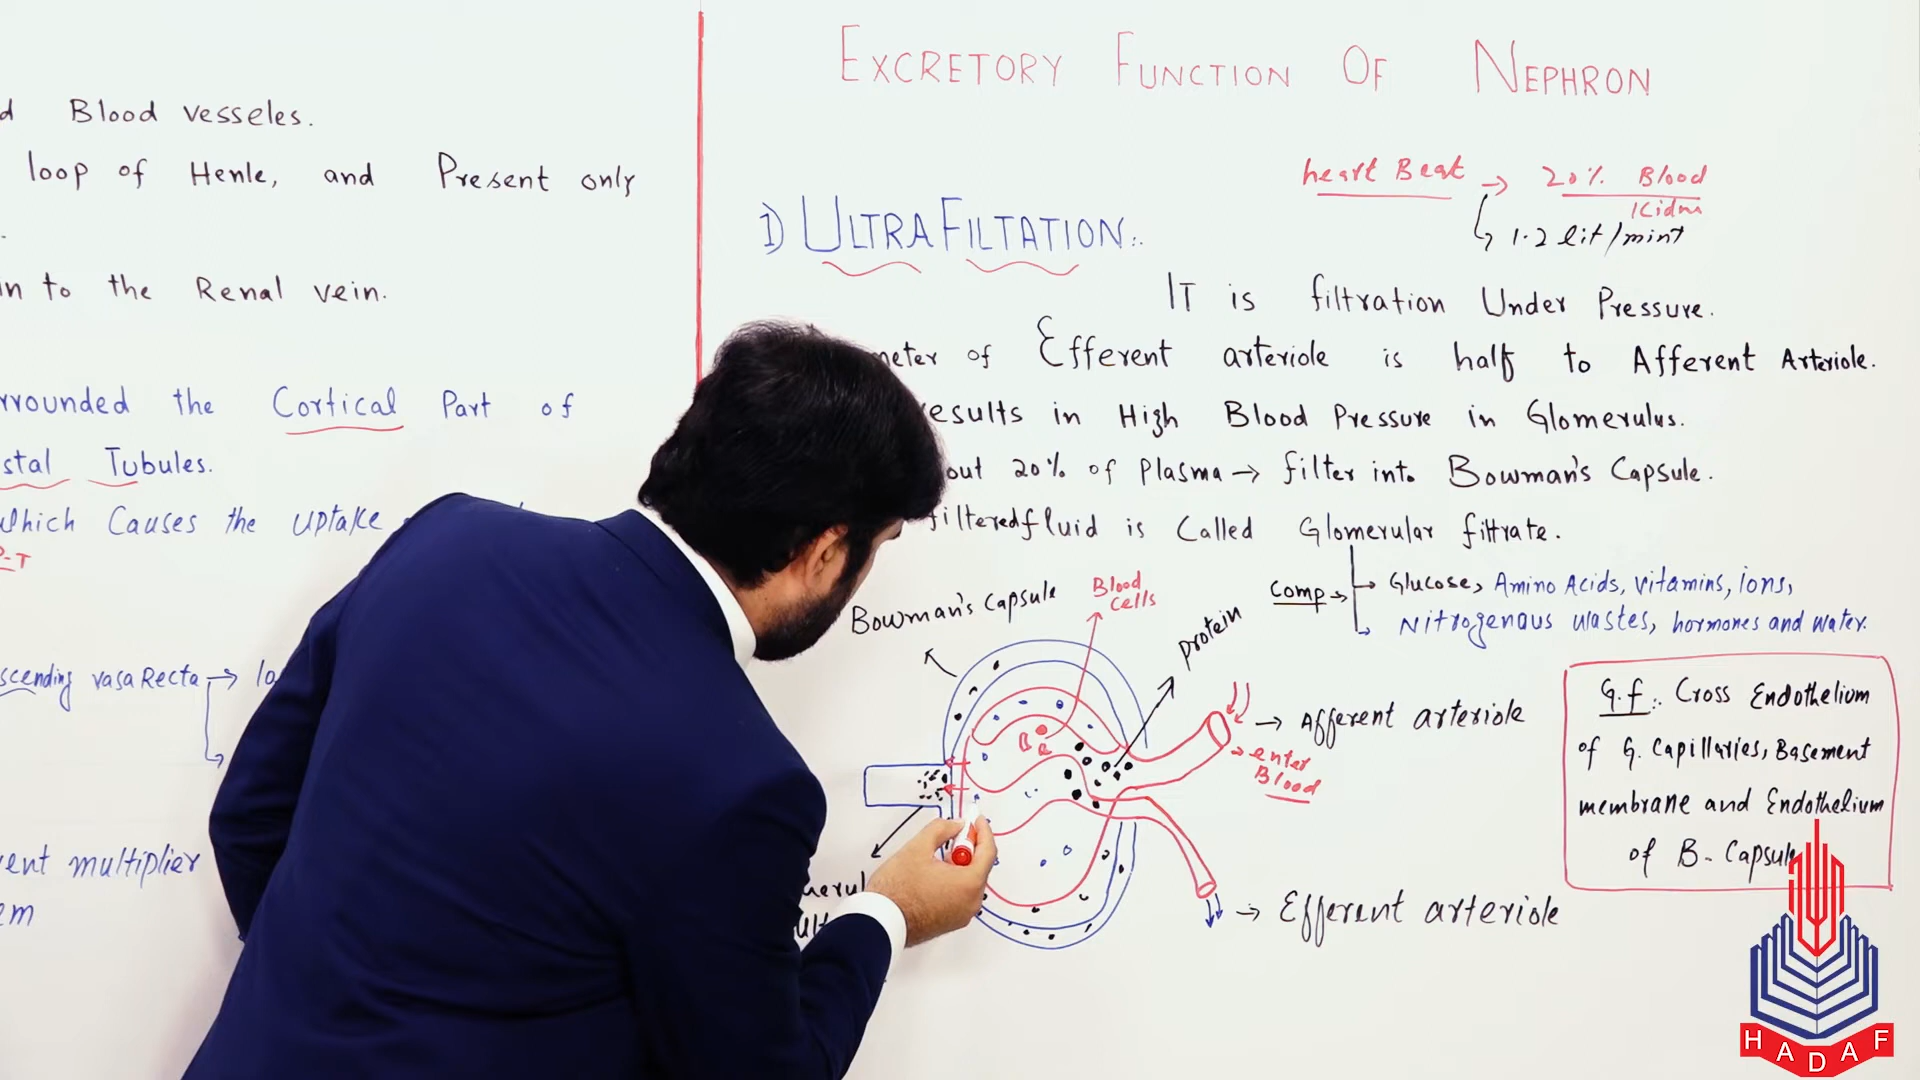 d Blood vesseles.
loop of Henle, and Present only
in to the Renal vein.
rrounded the Cortical Part of
stal Tubules.
which Causes the uptake
P-T
scending vasa Recta → lo
ent multiplier
em
EXCRETORY FUNCTION OF NEPHRON
heart Beat → 20% Blood
1.2 lit/mint
1) ULTRA FILTATION:.
IT is filtration Under Pressure.
meter of Efferent arteriole is half to Afferent Arteriole.
results in High Blood Pressure in Glomerulus.
out 20% of Plasma → filter into Bowman's Capsule.
filtered fluid is Called Glomerular filtrate.
Comp → Glucose, Amino Acids, vitamins, ions,
Nitrogenous wastes, hormones and water.
Bowman's Capsule
Blood
Cells
protein
→ Afferent arteriole
→ enter
Blood
→ Efferent arteriole
G.f:. Cross Endothelium
of G. Capillaries, Basement
membrane and Endothelium
of B- Capsule
HADAF